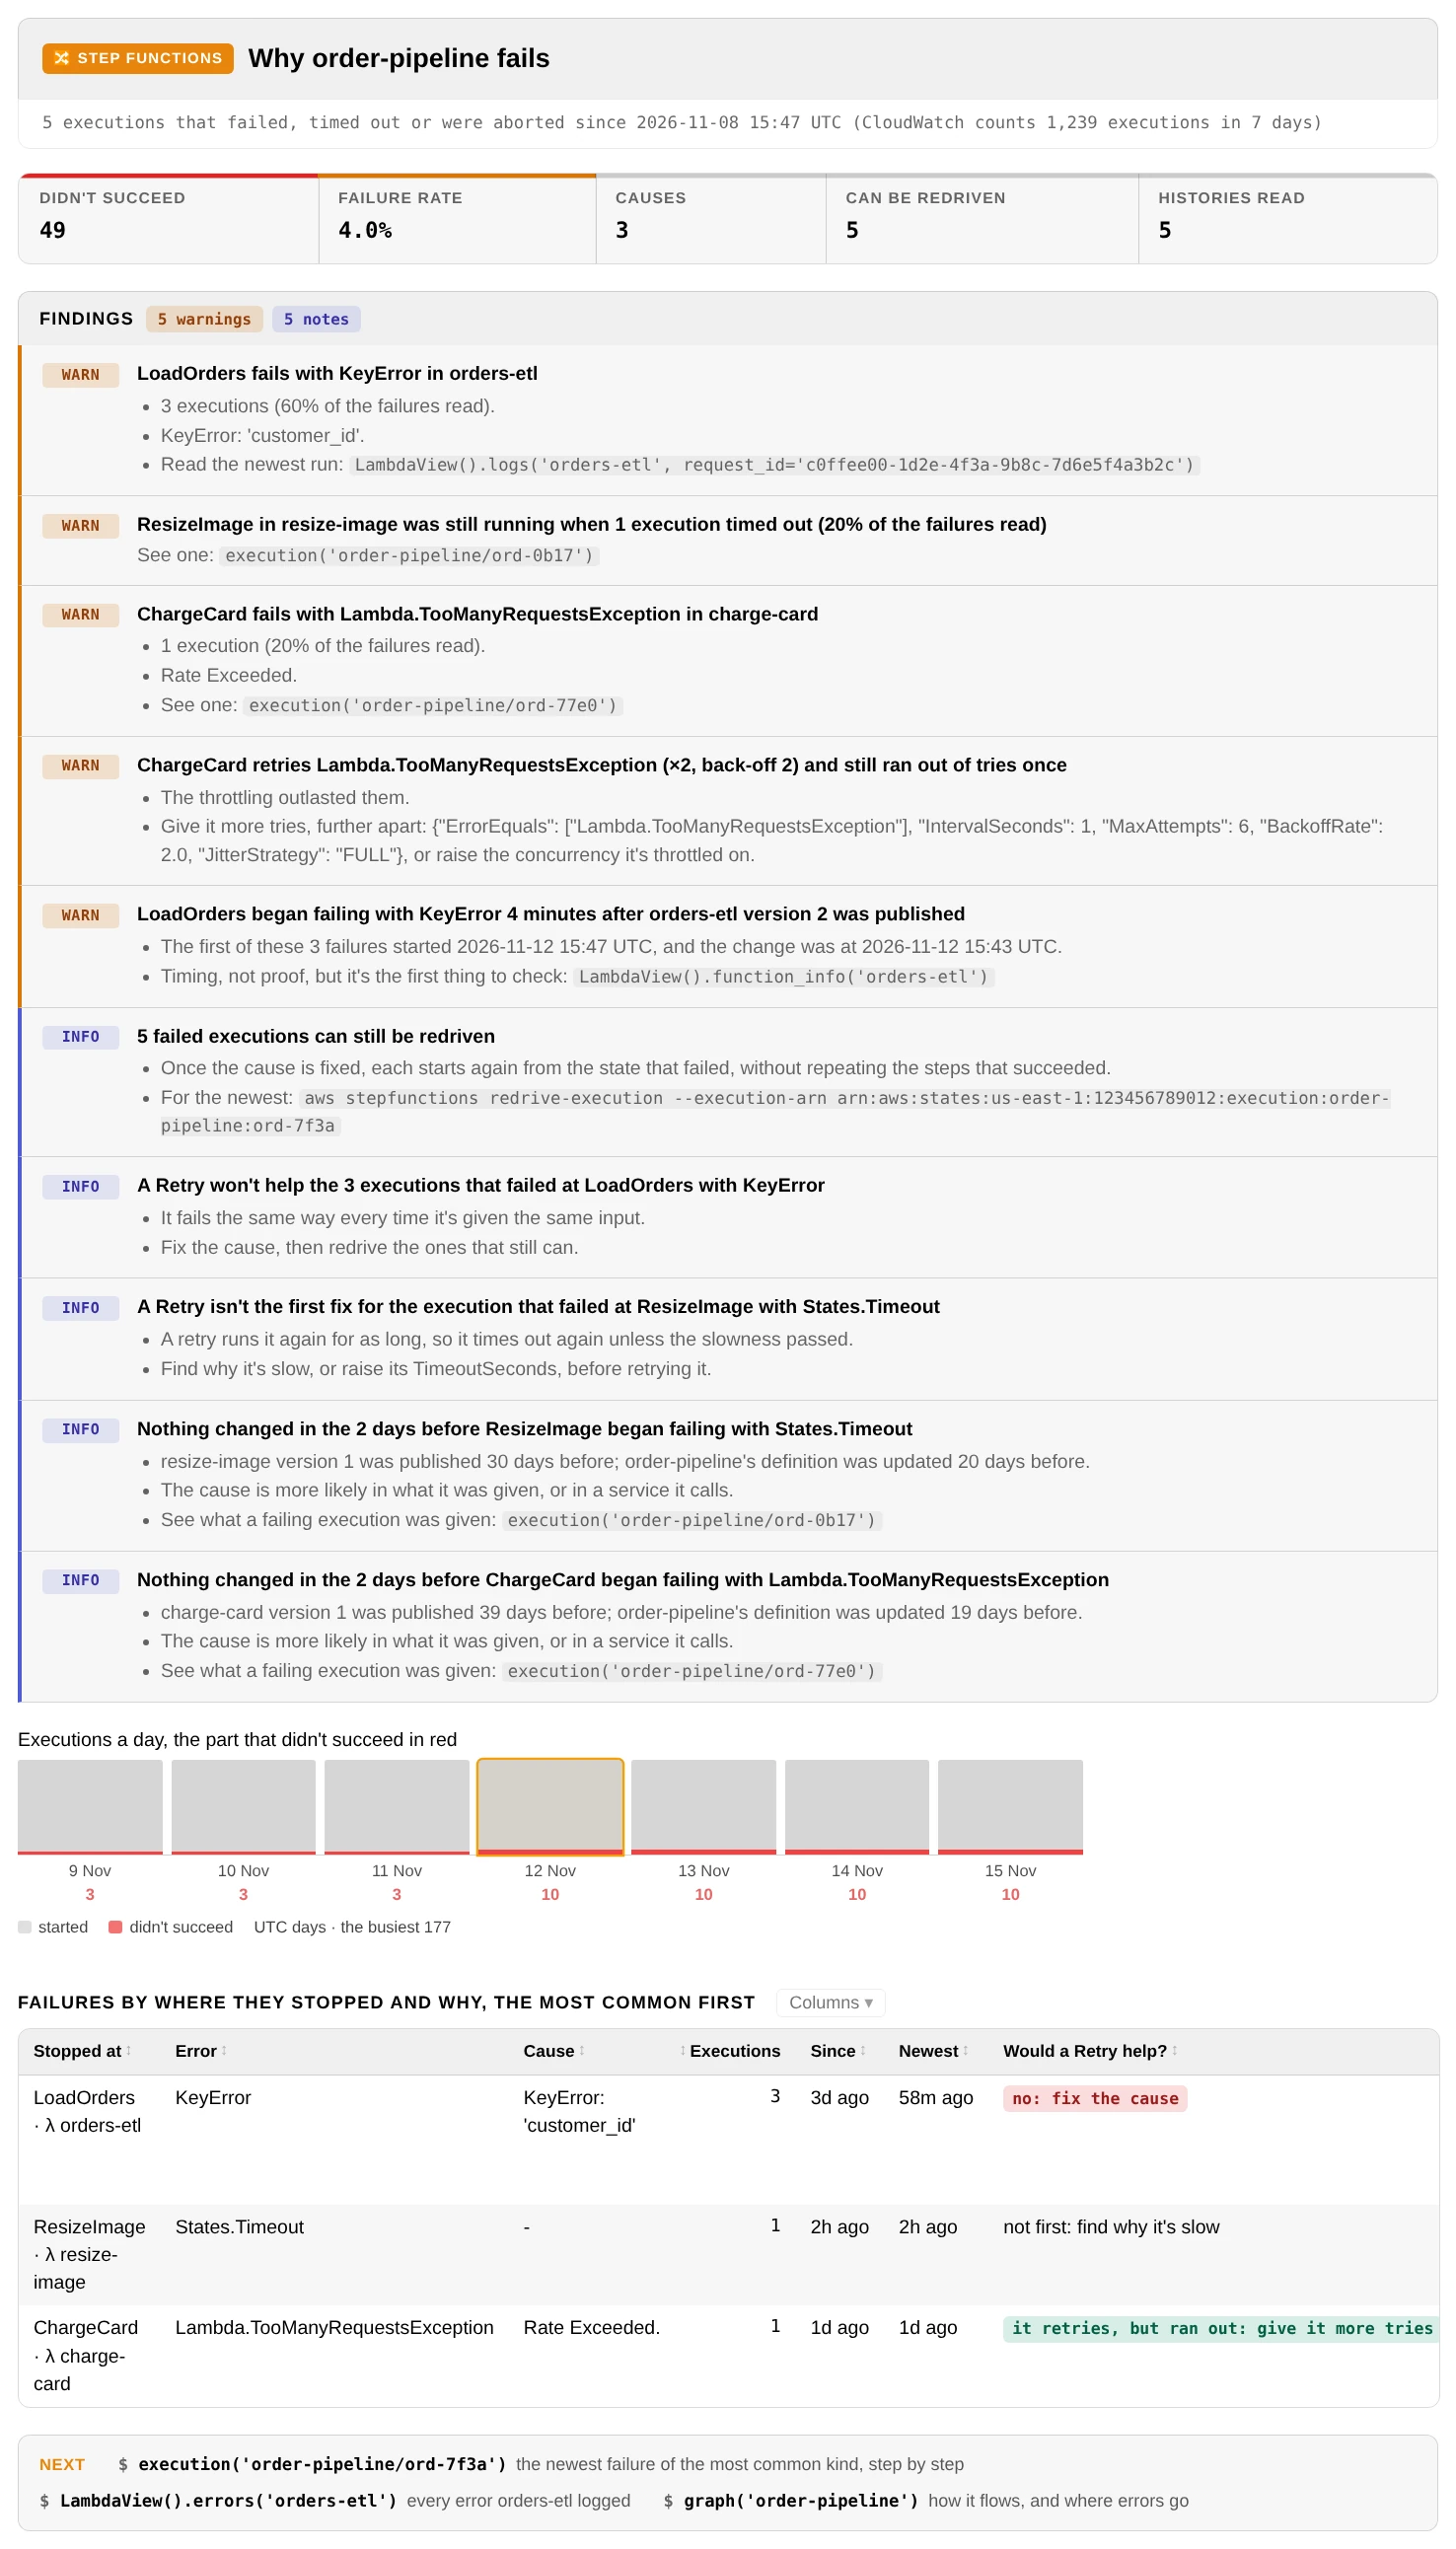 STEP FUNCTIONS Why order-pipeline fails
5 executions that failed, timed out or were aborted since 2026-11-08 15:47 UTC (CloudWatch counts 1,239 executions in 7 days)
DIDN'T SUCCEED FAILURE RATE CAUSES CAN BE REDRIVEN HISTORIES READ
49 4.0% 3 5 5
FINDINGS 5 warnings 5 notes
WARN LoadOrders fails with KeyError in orders-etl
• 3 executions (60% of the failures read).
• KeyError: 'customer_id'.
• Read the newest run: LambdaView().logs('orders-etl', request_id='c0ffee00-1d2e-4f3a-9b8c-7d6e5f4a3b2c')
WARN ResizeImage in resize-image was still running when 1 execution timed out (20% of the failures read)
See one: execution('order-pipeline/ord-0b17')
WARN ChargeCard fails with Lambda.TooManyRequestsException in charge-card
• 1 execution (20% of the failures read).
• Rate Exceeded.
• See one: execution('order-pipeline/ord-77e0')
WARN ChargeCard retries Lambda.TooManyRequestsException (×2, back-off 2) and still ran out of tries once
• The throttling outlasted them.
• Give it more tries, further apart: {"ErrorEquals": ["Lambda.TooManyRequestsException"], "IntervalSeconds": 1, "MaxAttempts": 6, "BackoffRate":
2.0, "JitterStrategy": "FULL"}, or raise the concurrency it's throttled on.
WARN LoadOrders began failing with KeyError 4 minutes after orders-etl version 2 was published
• The first of these 3 failures started 2026-11-12 15:47 UTC, and the change was at 2026-11-12 15:43 UTC.
• Timing, not proof, but it's the first thing to check: LambdaView().function_info('orders-etl')
INFO 5 failed executions can still be redriven
• Once the cause is fixed, each starts again from the state that failed, without repeating the steps that succeeded.
• For the newest: aws stepfunctions redrive-execution --execution-arn arn:aws:states:us-east-1:123456789012:execution:order-
pipeline:ord-7f3a
INFO A Retry won't help the 3 executions that failed at LoadOrders with KeyError
• It fails the same way every time it's given the same input.
• Fix the cause, then redrive the ones that still can.
INFO A Retry isn't the first fix for the execution that failed at ResizeImage with States.Timeout
• A retry runs it again for as long, so it times out again unless the slowness passed.
• Find why it's slow, or raise its TimeoutSeconds, before retrying it.
INFO Nothing changed in the 2 days before ResizeImage began failing with States.Timeout
• resize-image version 1 was published 30 days before; order-pipeline's definition was updated 20 days before.
• The cause is more likely in what it was given, or in a service it calls.
• See what a failing execution was given: execution('order-pipeline/ord-0b17')
INFO Nothing changed in the 2 days before ChargeCard began failing with Lambda.TooManyRequestsException
• charge-card version 1 was published 39 days before; order-pipeline's definition was updated 19 days before.
• The cause is more likely in what it was given, or in a service it calls.
• See what a failing execution was given: execution('order-pipeline/ord-77e0')
Executions a day, the part that didn't succeed in red
9 Nov 10 Nov 11 Nov 12 Nov 13 Nov 14 Nov 15 Nov
3 3 3 10 10 10 10
started didn't succeed UTC days · the busiest 177
FAILURES BY WHERE THEY STOPPED AND WHY, THE MOST COMMON FIRST Columns ▾
Stopped at ↕ Error ↕ Cause ↕ ↕ Executions Since ↕ Newest ↕ Would a Retry help? ↕
LoadOrders KeyError KeyError: 3 3d ago 58m ago no: fix the cause
· λ orders-etl 'customer_id'
ResizeImage States.Timeout - 1 2h ago 2h ago not first: find why it's slow
· λ resize-
image
ChargeCard Lambda.TooManyRequestsException Rate Exceeded. 1 1d ago 1d ago it retries, but ran out: give it more tries
· λ charge-
card
NEXT $ execution('order-pipeline/ord-7f3a') the newest failure of the most common kind, step by step
$ LambdaView().errors('orders-etl') every error orders-etl logged $ graph('order-pipeline') how it flows, and where errors go